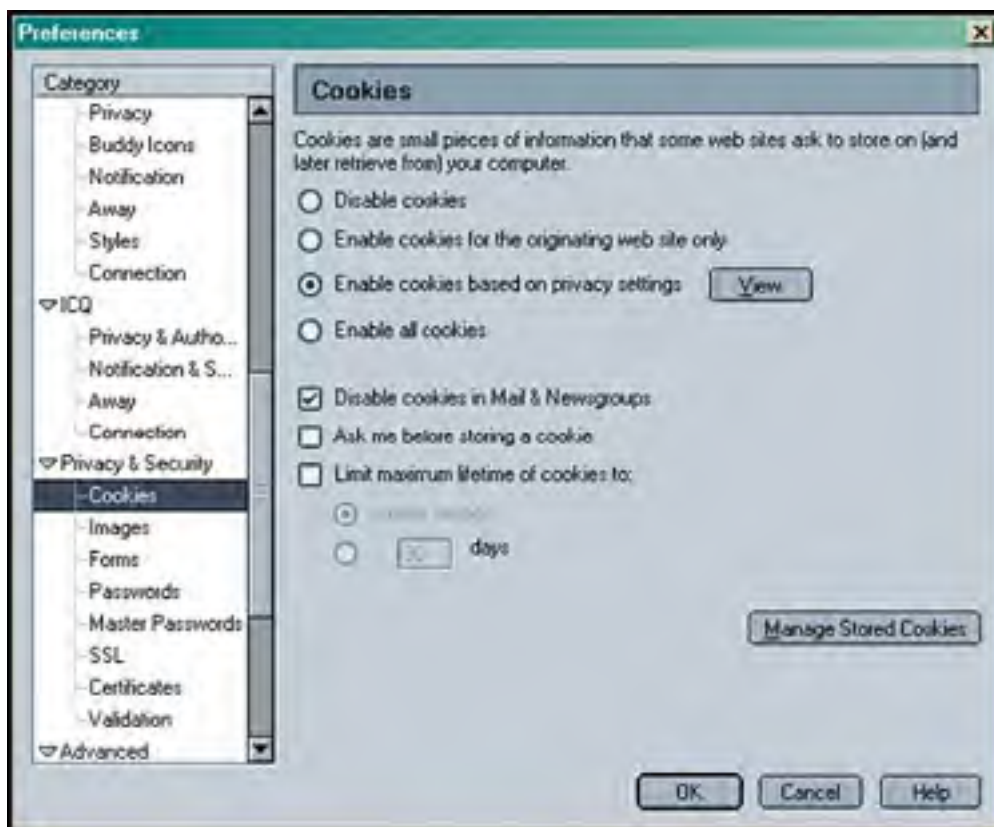 Preferences
Category
Privacy
Buddy Icons
Notification
Away
Styles
Connection
ICQ
Privacy & Autho...
Notification & S...
Away
Connection
Privacy & Security
Cookies
Images
Forms
Passwords
Master Passwords
SSL
Certificates
Validation
Advanced
Cookies
Cookies are small pieces of information that some web sites ask to store on (and
later retrieve from) your computer.
Disable cookies
Enable cookies for the originating web site only
Enable cookies based on privacy settings
View
Enable all cookies
Disable cookies in Mail & Newsgroups
Ask me before storing a cookie
Limit maximum lifetime of cookies to:
days
Manage Stored Cookies
OK
Cancel
Help